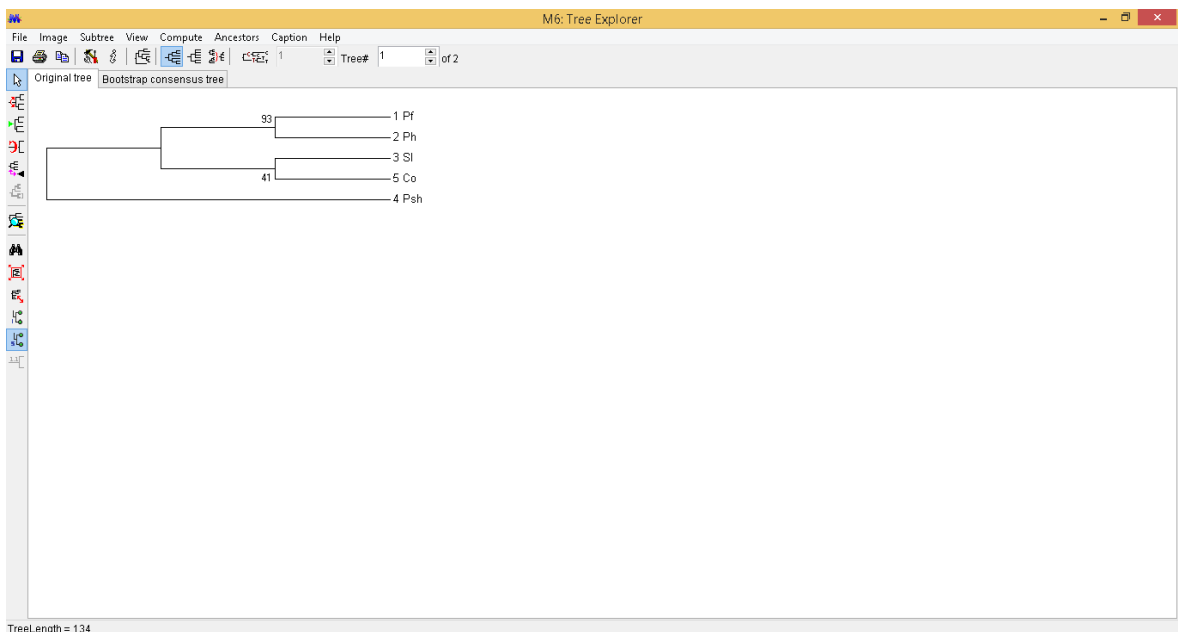 M6: Tree Explorer
File Image Subtree View Compute Ancestors Caption Help
1 Tree# 1 of 2
Original tree Bootstrap consensus tree
93
1 Pf
2 Ph
3 Sl
41
5 Co
4 Psh
TreeLength = 134